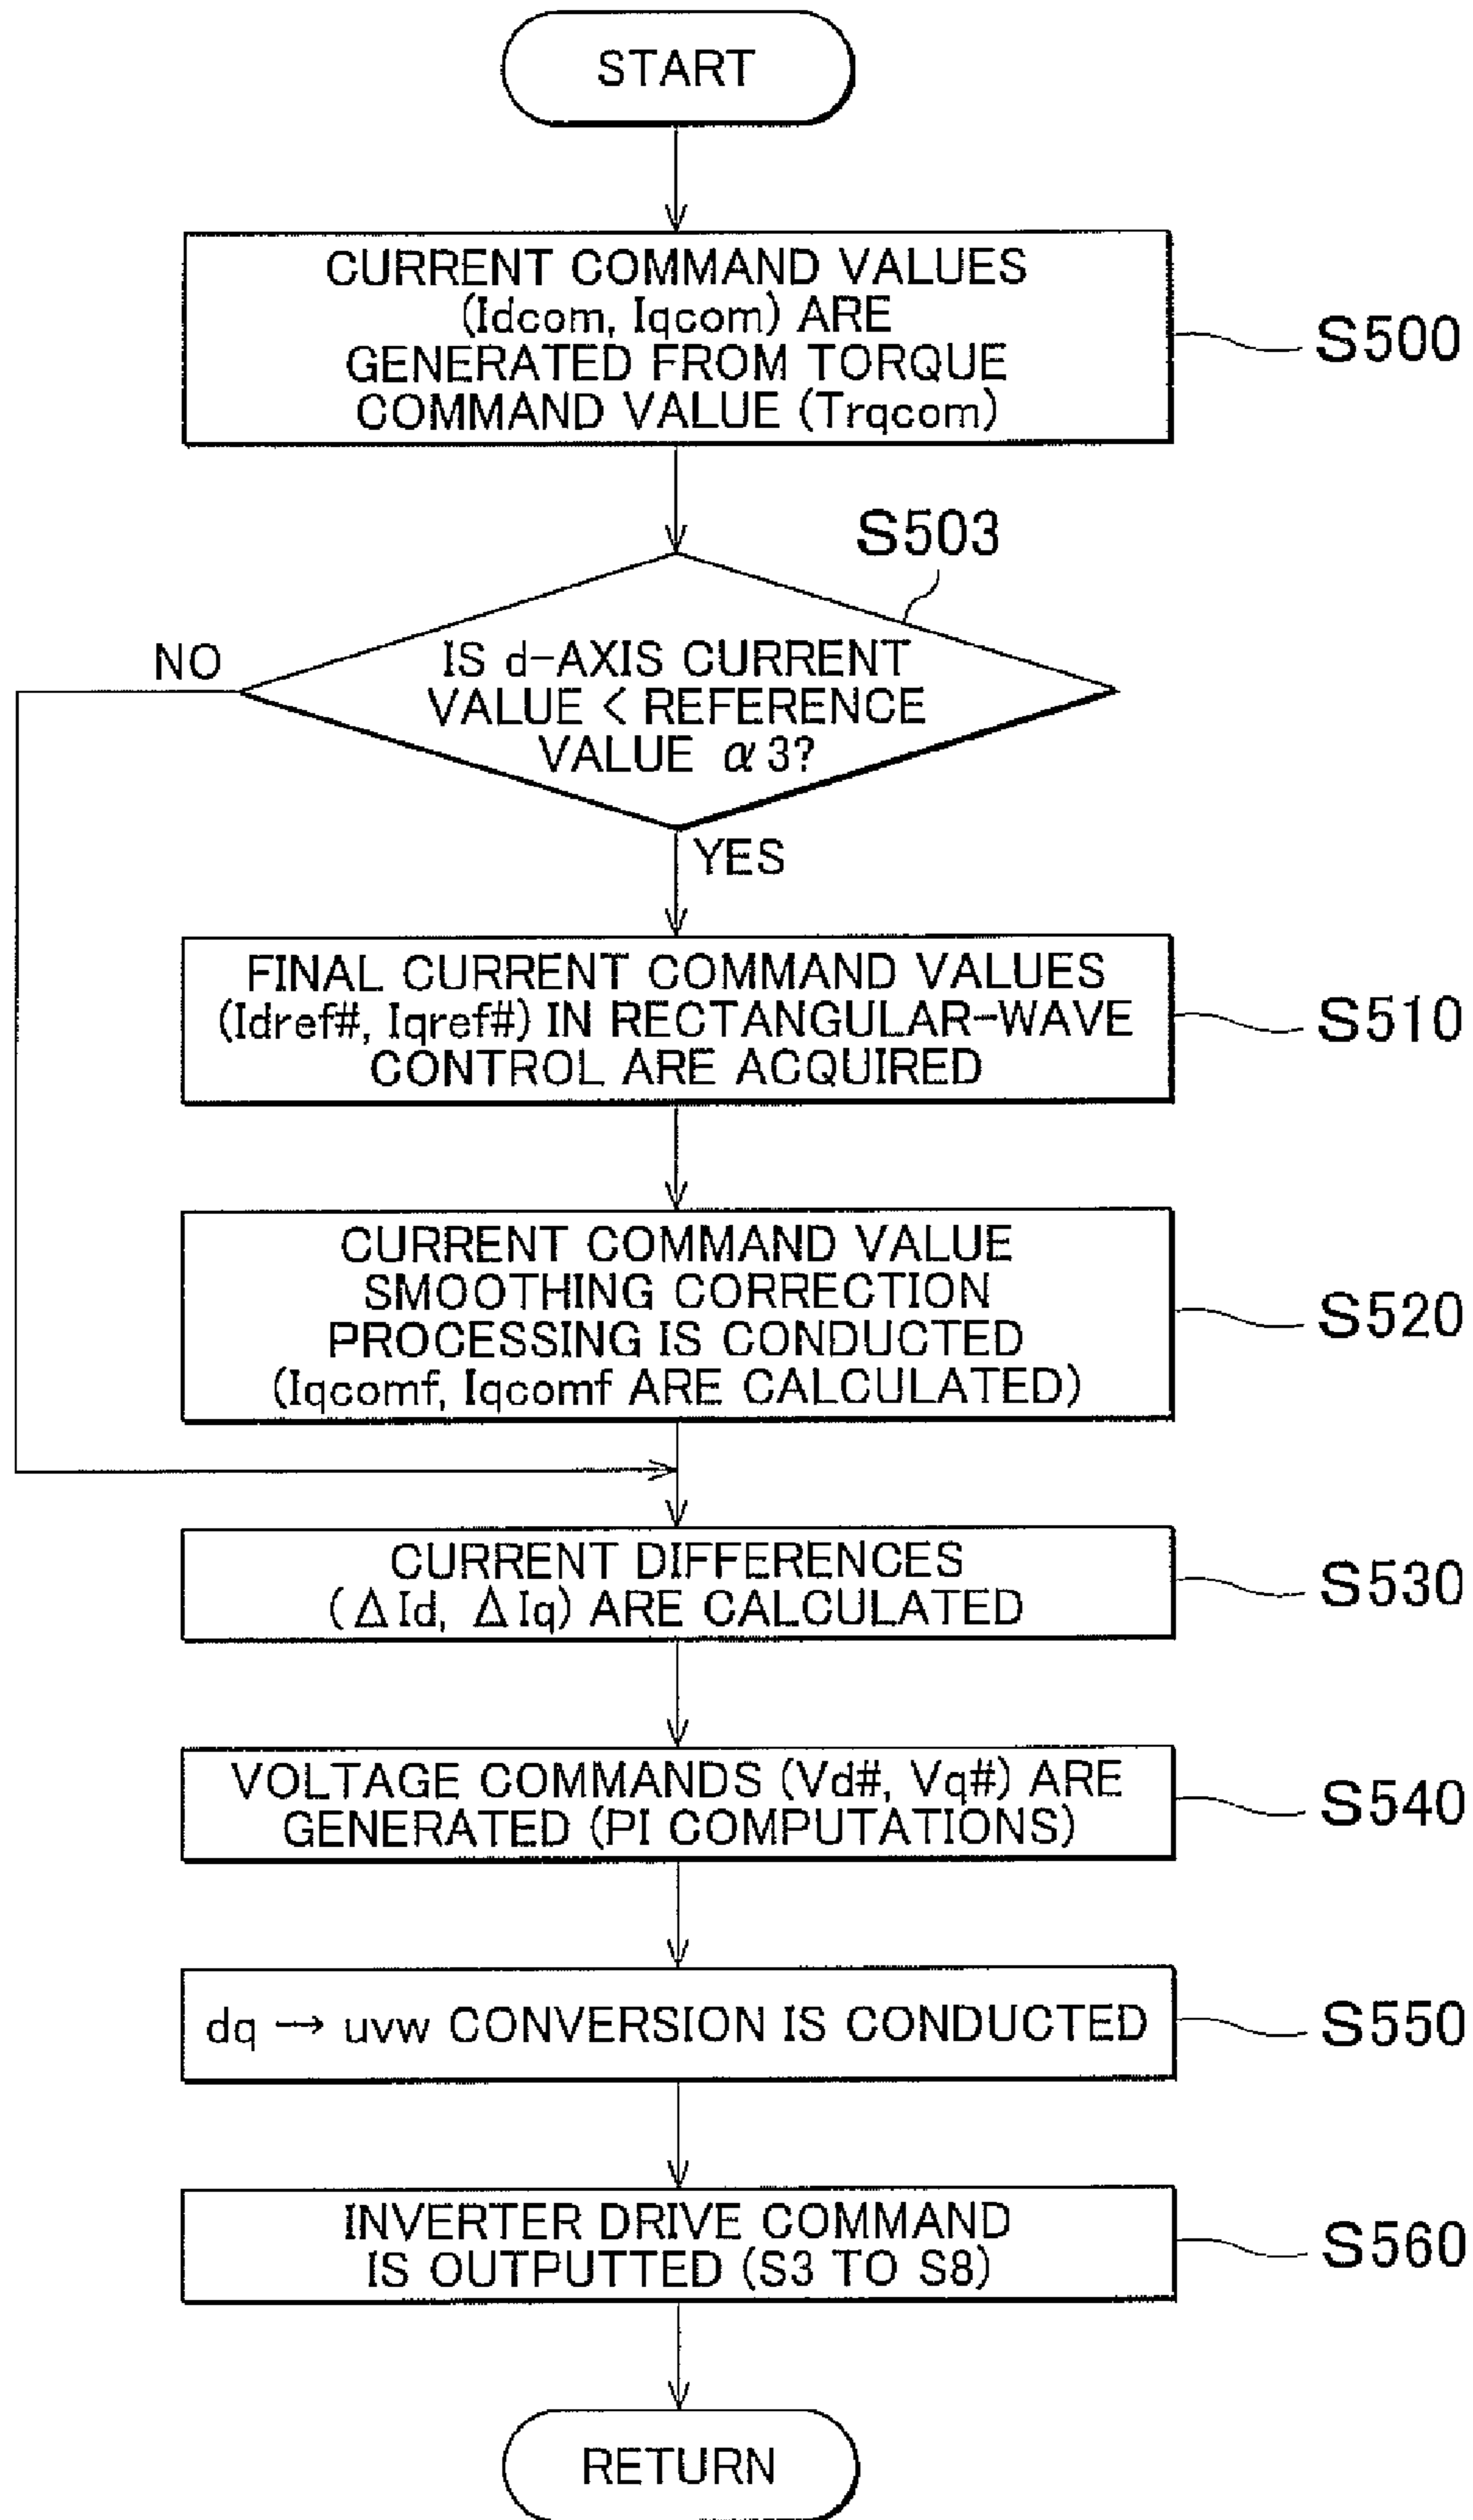 START
CURRENT COMMAND VALUES
(Idcom, Iqcom) ARE
GENERATED FROM TORQUE
COMMAND VALUE (Trqcom)
S500
S503
IS d-AXIS CURRENT
VALUE < REFERENCE
VALUE α3?
NO
YES
FINAL CURRENT COMMAND VALUES
(Idref#, Iqref#) IN RECTANGULAR-WAVE
CONTROL ARE ACQUIRED
S510
CURRENT COMMAND VALUE
SMOOTHING CORRECTION
PROCESSING IS CONDUCTED
(Iqcomf, Iqcomf ARE CALCULATED)
S520
CURRENT DIFFERENCES
(ΔId, ΔIq) ARE CALCULATED
S530
VOLTAGE COMMANDS (Vd#, Vq#) ARE
GENERATED (PI COMPUTATIONS)
S540
dq → uvw CONVERSION IS CONDUCTED
S550
INVERTER DRIVE COMMAND
IS OUTPUTTED (S3 TO S8)
S560
RETURN